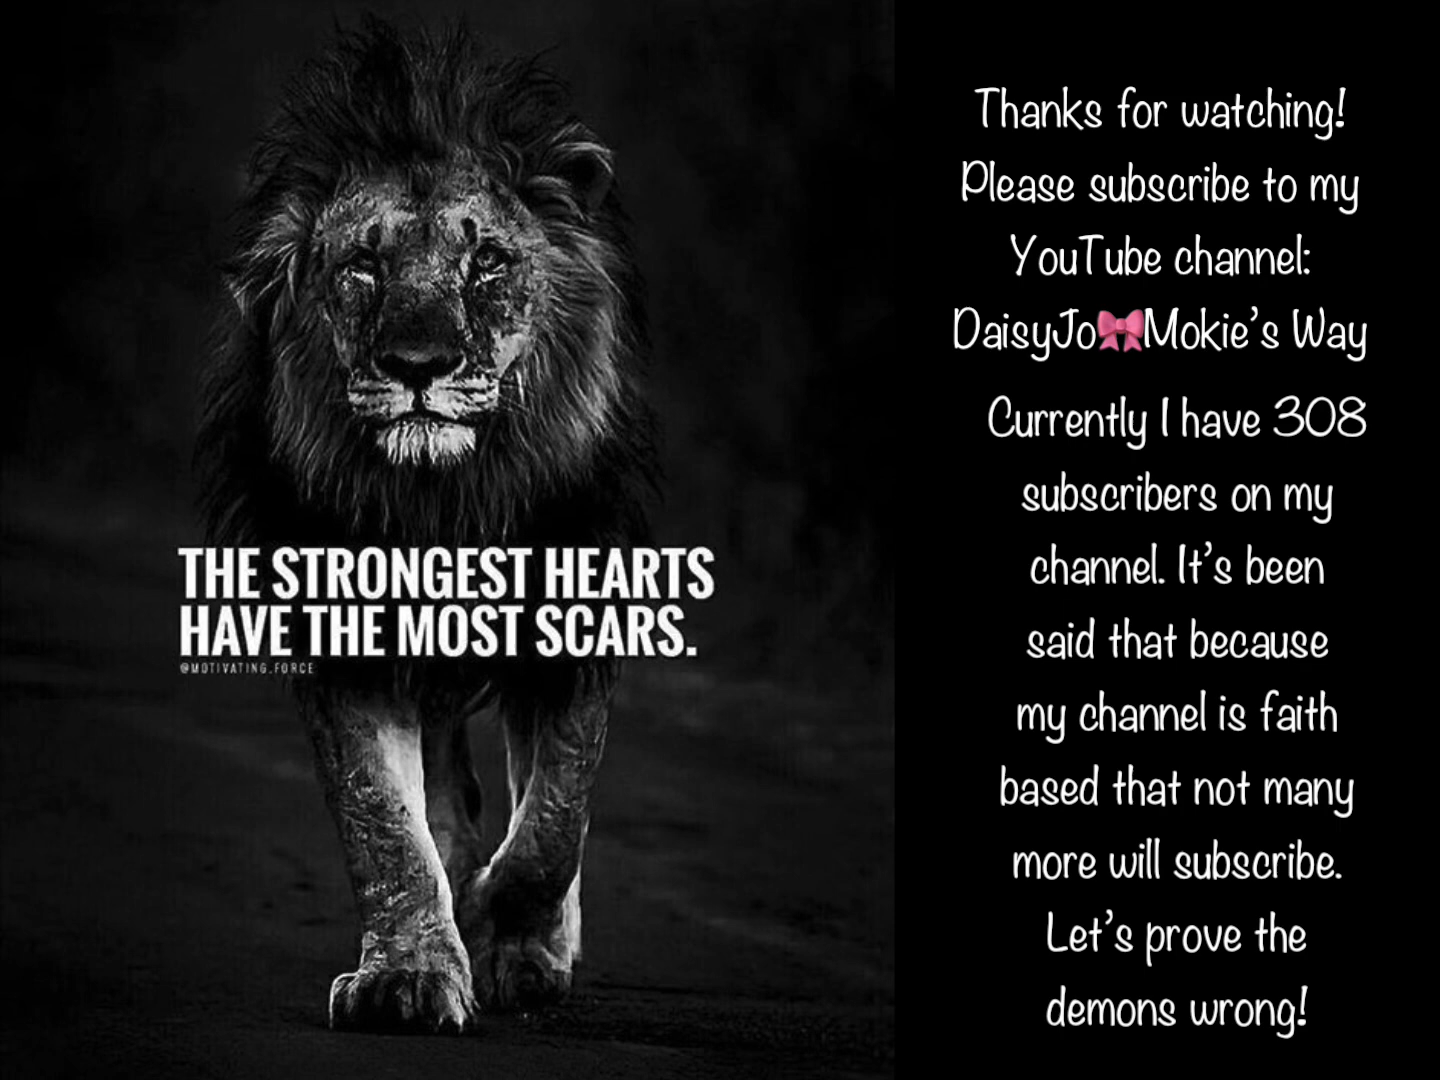 THE STRONGEST HEARTS
HAVE THE MOST SCARS.
@MOTIVATING.FORCE
Thanks for watching!
Please subscribe to my
YouTube channel:
DaisyJo🎀Mokie’s Way
Currently I have 308
subscribers on my
channel. It’s been
said that because
my channel is faith
based that not many
more will subscribe.
Let’s prove the
demons wrong!